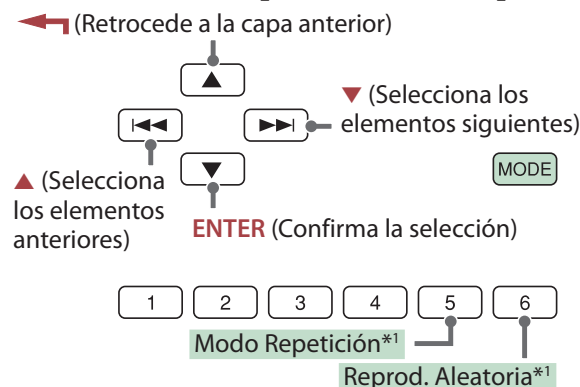 (Retrocede a la capa anterior)
▼ (Selecciona los
elementos siguientes)
▲ (Selecciona
los elementos
anteriores)
MODE
ENTER (Confirma la selección)
1 2 3 4 5 6
Modo Repetición*1
Reprod. Aleatoria*1